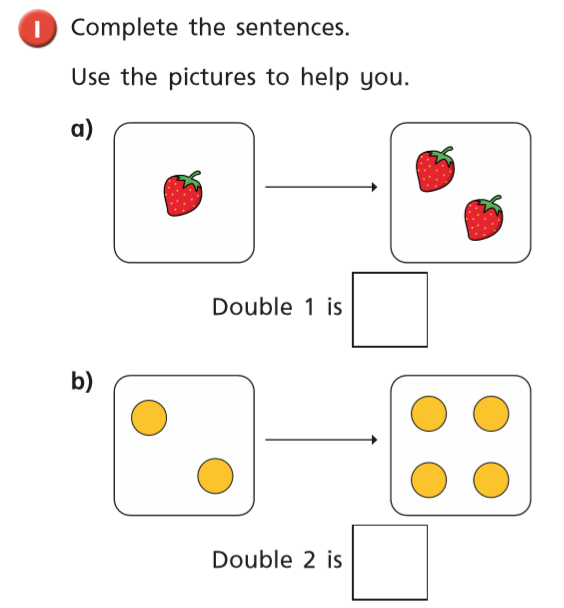 1 Complete the sentences.
Use the pictures to help you.
a)
Double 1 is
b)
Double 2 is